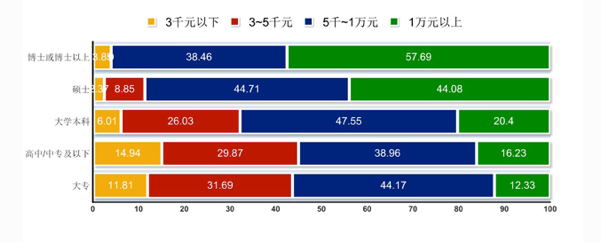 3千元以下 3~5千元 5千~1万元 1万元以上
博士或博士以上 38.46 57.69
硕士 8.85 44.71 44.08
大学本科 6.01 26.03 47.55 20.4
高中/中专及以下 14.94 29.87 38.96 16.23
大专 11.81 31.69 44.17 12.33
0 10 20 30 40 50 60 70 80 90 100